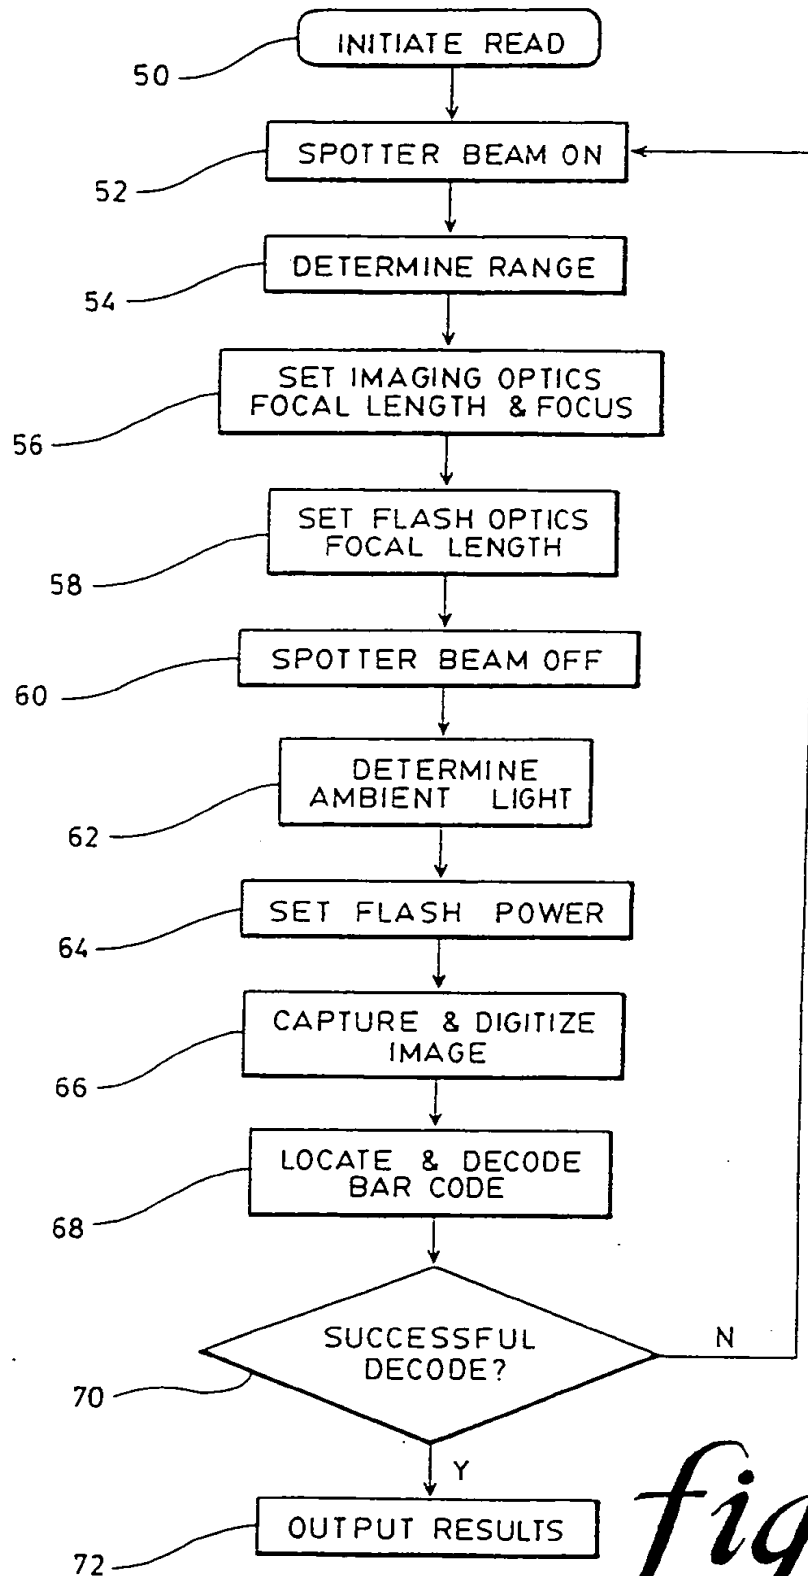 INITIATE READ
50
SPOTTER BEAM ON
52
DETERMINE RANGE
54
SET IMAGING OPTICS
FOCAL LENGTH & FOCUS
56
SET FLASH OPTICS
FOCAL LENGTH
58
SPOTTER BEAM OFF
60
DETERMINE
AMBIENT LIGHT
62
SET FLASH POWER
64
CAPTURE & DIGITIZE
IMAGE
66
LOCATE & DECODE
BAR CODE
68
SUCCESSFUL
DECODE?
N
70
Y
OUTPUT RESULTS
72
fig